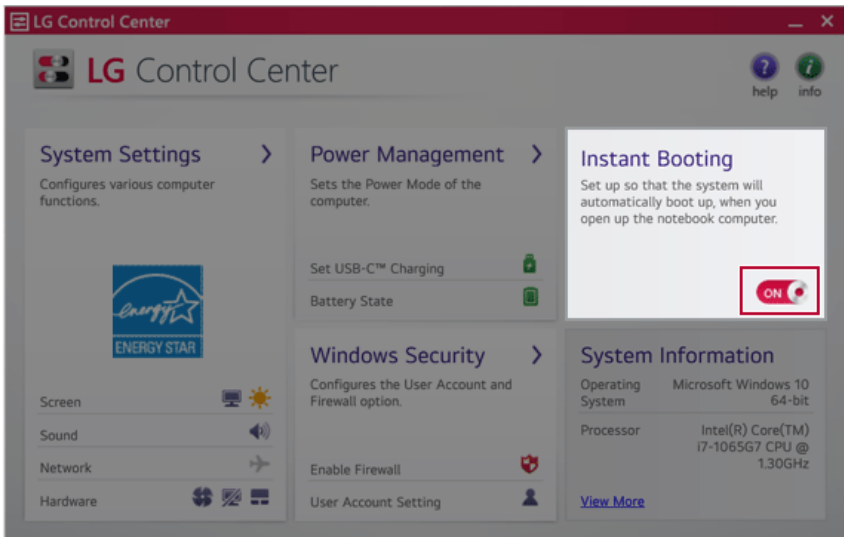 LG Control Center
LG Control Center
help
info
System Settings
Configures various computer
functions.
energy
ENERGY STAR
Screen
Sound
Network
Hardware
Power Management
Sets the Power Mode of the
computer.
Set USB-C™ Charging
Battery State
Windows Security
Configures the User Account and
Firewall option.
Enable Firewall
User Account Setting
Instant Booting
Set up so that the system will
automatically boot up, when you
open up the notebook computer.
ON
System Information
Operating Microsoft Windows 10
System 64-bit
Processor Intel(R) Core(TM)
i7-1065G7 CPU @
1.30GHz
View More